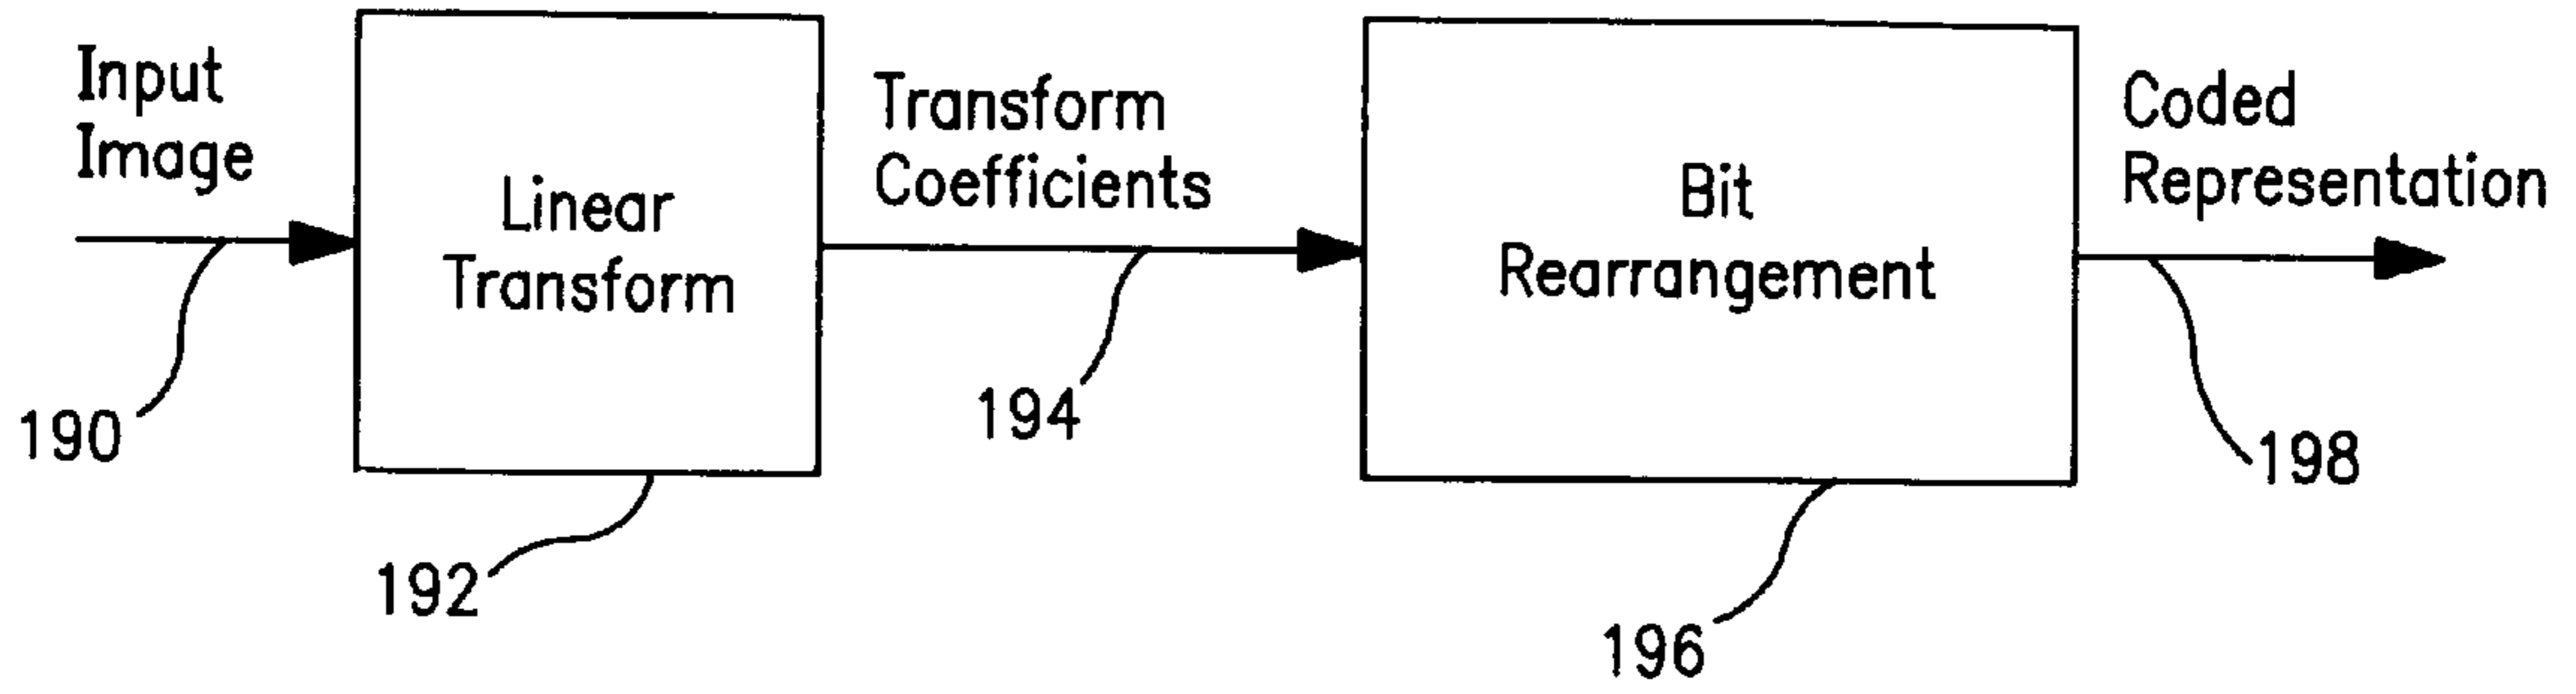 Input
Image
Linear
Transform
Transform
Coefficients
Bit
Rearrangement
Coded
Representation
190
192
194
196
198